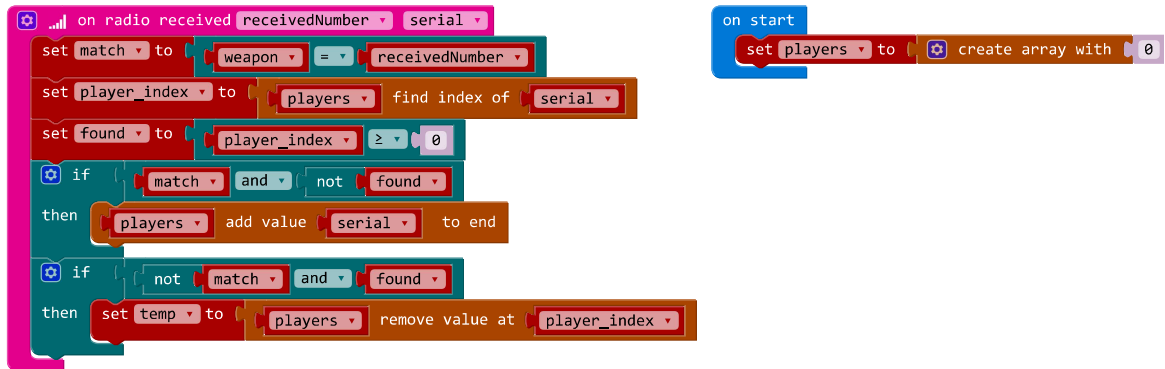 on radio received receivedNumber serial
set match to weapon = receivedNumber
set player_index to players find index of serial
set found to player_index ≥ 0
if match and not found
then players add value serial to end
if not match and found
then set temp to players remove value at player_index
on start
set players to create array with 0